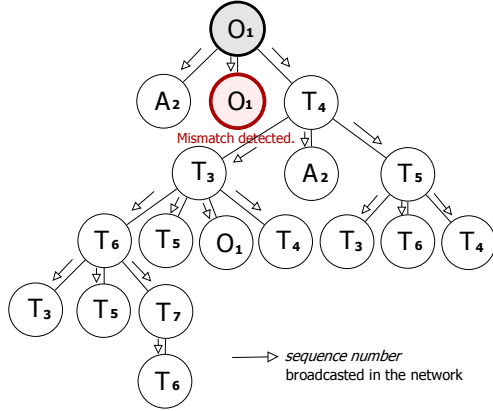 O₁
A₂ O₁ T₄
Mismatch detected.
T₃ A₂ T₅
T₆ T₅ O₁ T₄ T₃ T₆ T₄
T₃ T₅ T₇
T₆
sequence number
broadcasted in the network